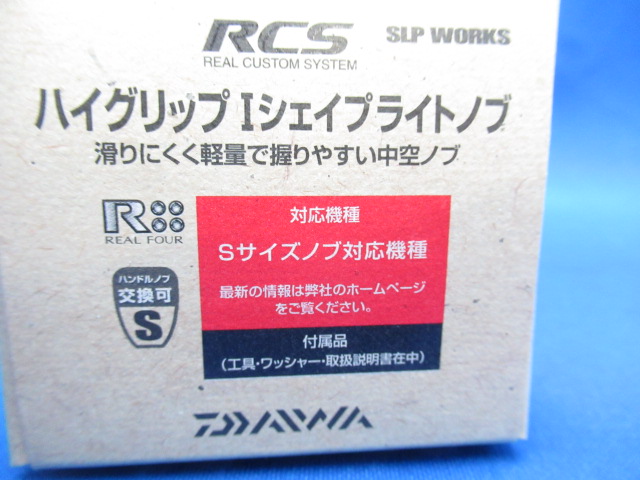 RCS SLP WORKS
REAL CUSTOM SYSTEM
ハイグリップIシェイプライトノブ
滑りにくく軽量で握りやすい中空ノブ
R
REAL FOUR
ハンドルノブ
交換可
S
対応機種
Sサイズノブ対応機種
最新の情報は弊社のホームページ
をご覧ください。
付属品
(工具・ワッシャー・取扱説明書在中)
DAIWA